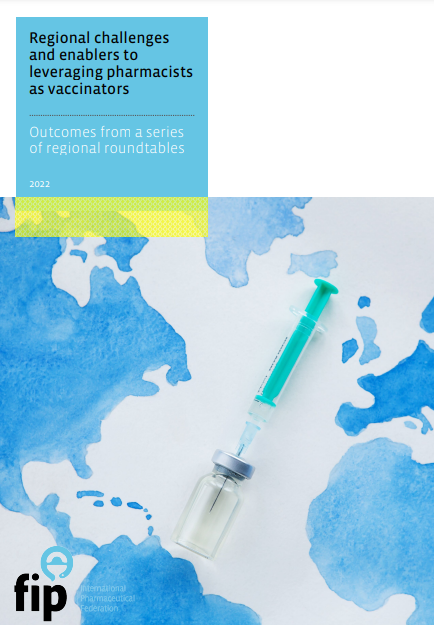 Regional challenges
and enablers to
leveraging pharmacists
as vaccinators
Outcomes from a series
of regional roundtables
2022
fip
International
Pharmaceutical
Federation